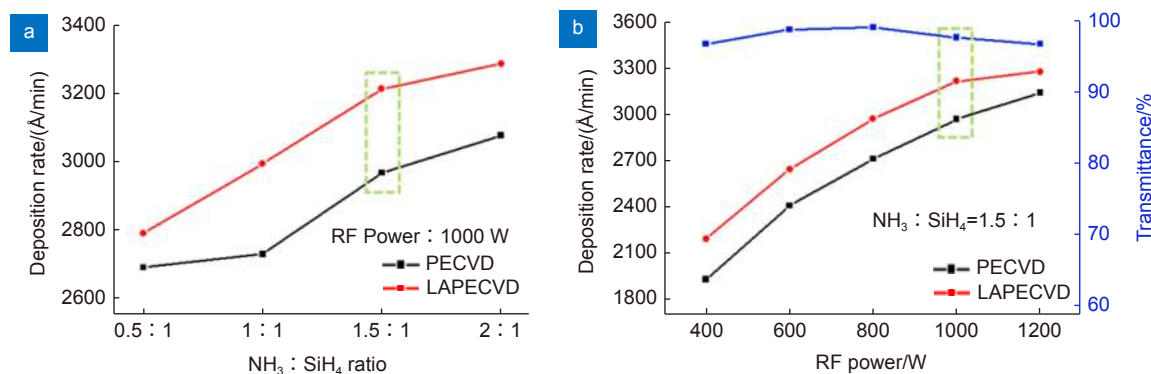 a
Deposition rate/(Å/min)
3400
3200
3000
2800
2600
RF Power：1000 W
PECVD
LAPECVD
0.5：1 1：1 1.5：1 2：1
NH₃：SiH₄ ratio
b
Deposition rate/(Å/min)
3600
3300
3000
2700
2400
2100
1800
NH₃：SiH₄=1.5：1
PECVD
LAPECVD
400 600 800 1000 1200
RF power/W
100
90
80
70
60
Transmittance/%